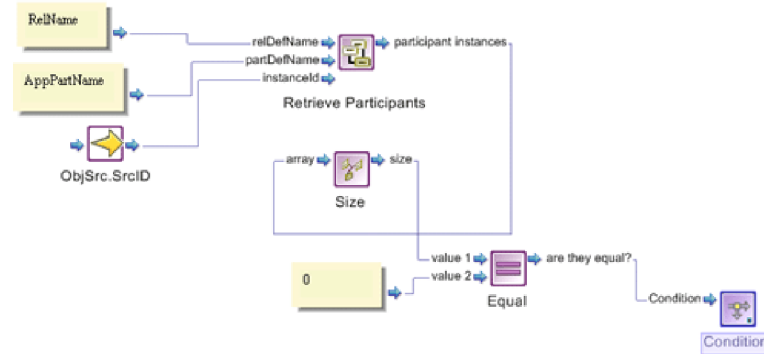 RelName
relDefName
participant instances
partDefName
AppPartName
instanceId
Retrieve Participants
ObjSrc.SrcID
array
size
Size
value 1
are they equal?
value 2
0
Equal
Condition
Condition